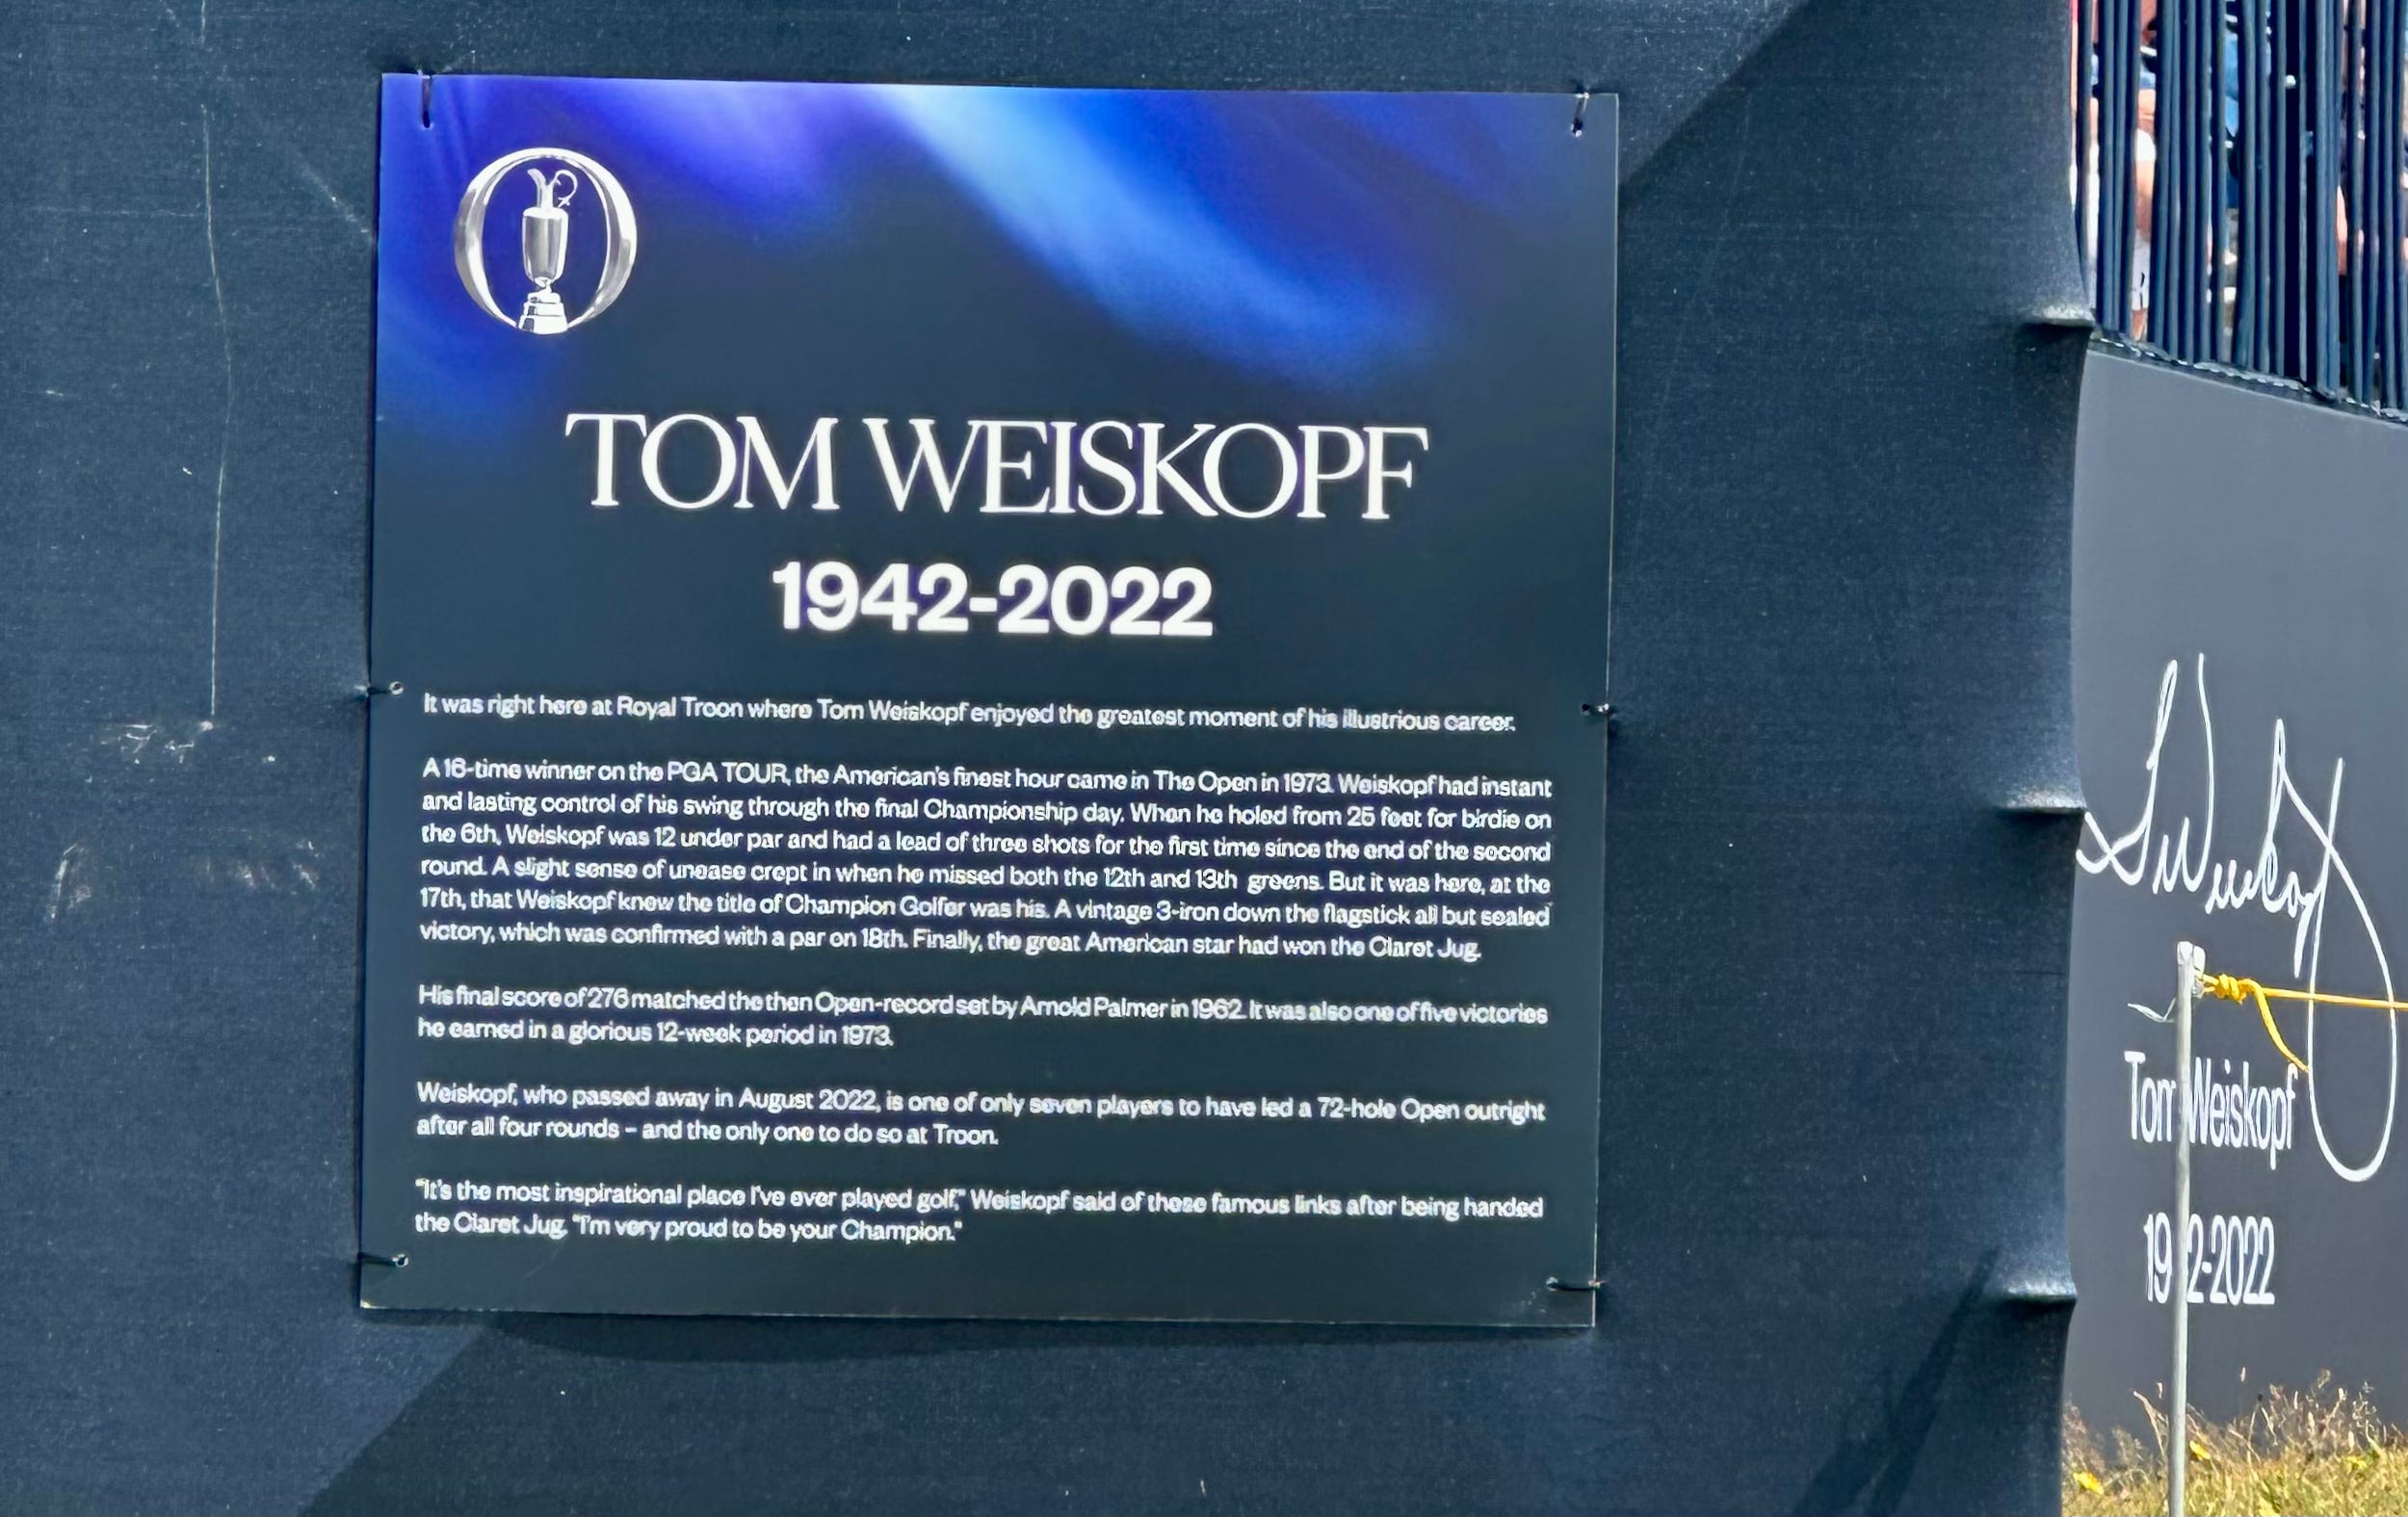 TOM WEISKOPF
1942-2022
It was right here at Royal Troon where Tom Weiskopf enjoyed the greatest moment of his illustrious career.
A 16-time winner on the PGA TOUR, the American's finest hour came in The Open in 1973. Weiskopf had instant
and lasting control of his swing through the final Championship day. When he holed from 25 feet for birdie on
the 6th, Weiskopf was 12 under par and had a lead of three shots for the first time since the end of the second
round. A slight sense of unease crept in when he missed both the 12th and 13th greens. But it was here, at the
17th, that Weiskopf knew the title of Champion Golfer was his. A vintage 3-iron down the flagstick all but sealed
victory, which was confirmed with a par on 18th. Finally, the great American star had won the Claret Jug.
His final score of 276 matched the then Open-record set by Arnold Palmer in 1962. It was also one of five victories
he earned in a glorious 12-week period in 1973.
Weiskopf, who passed away in August 2022, is one of only seven players to have led a 72-hole Open outright
after all four rounds – and the only one to do so at Troon.
"It's the most inspirational place I've ever played golf," Weiskopf said of these famous links after being handed
the Claret Jug. "I'm very proud to be your Champion."
T Weiskopf
Tom Weiskopf
1942-2022